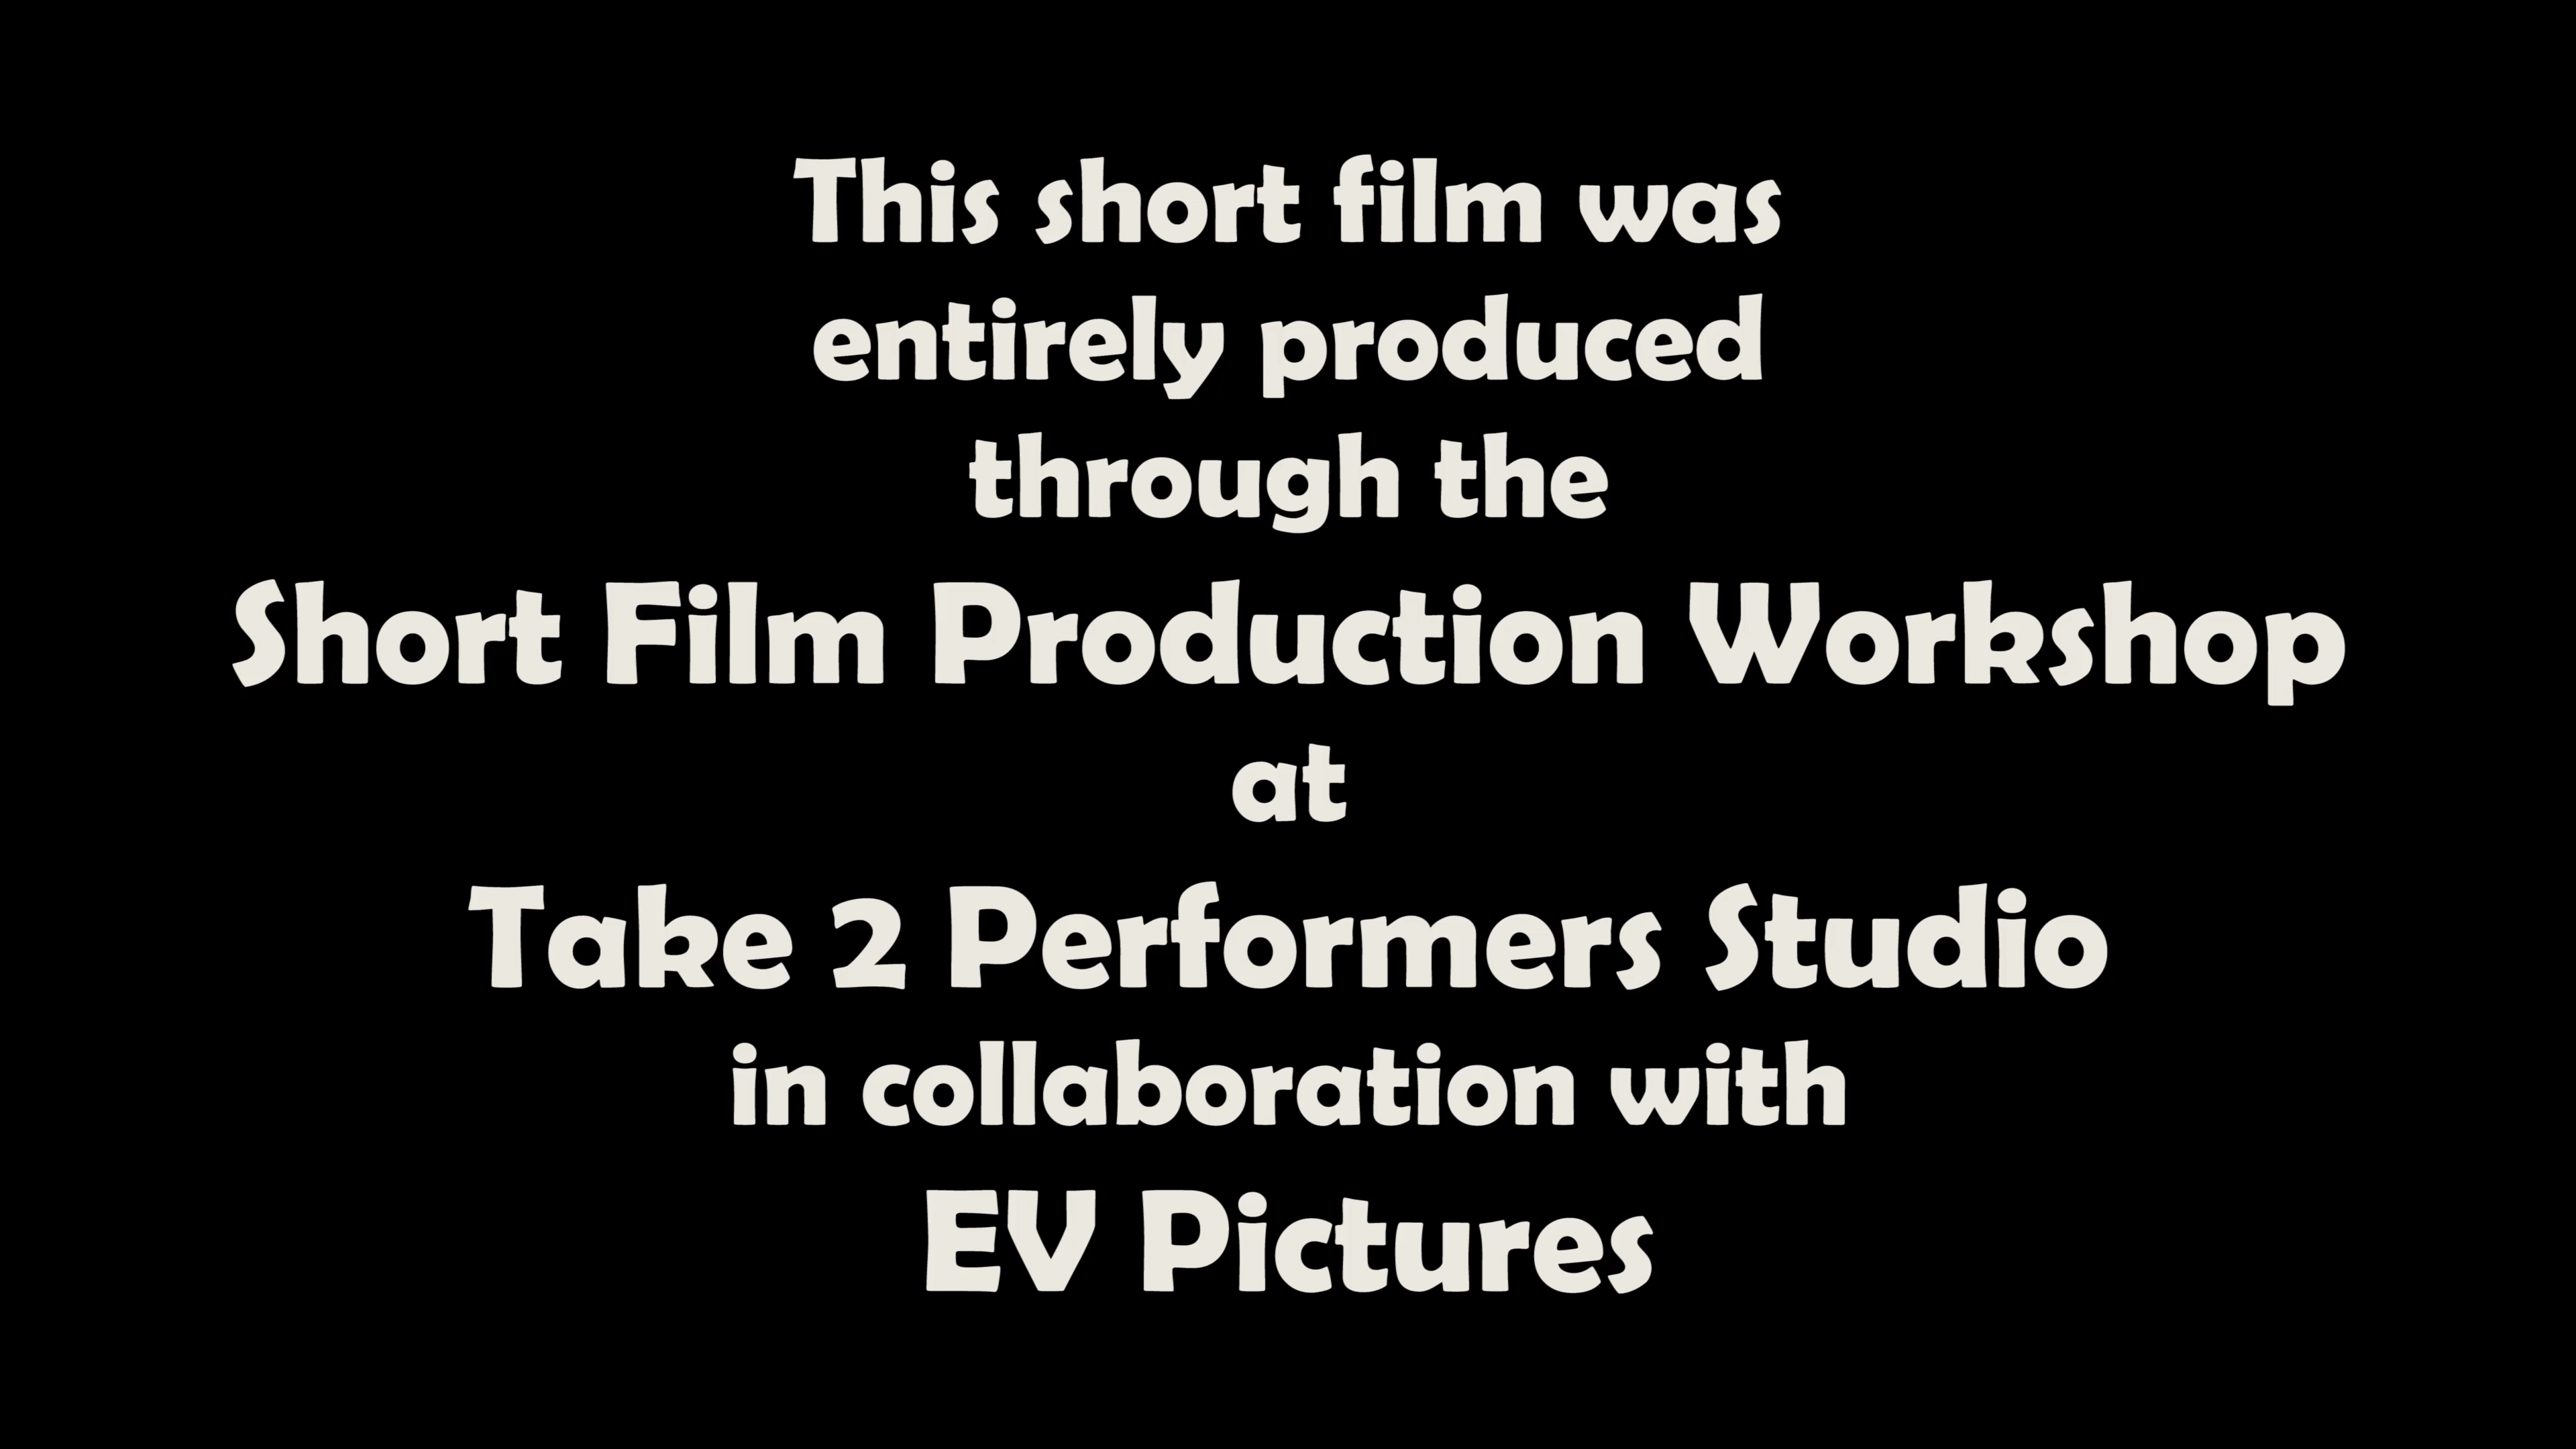 This short film was
entirely produced
through the
Short Film Production Workshop
at
Take 2 Performers Studio
in collaboration with
EV Pictures